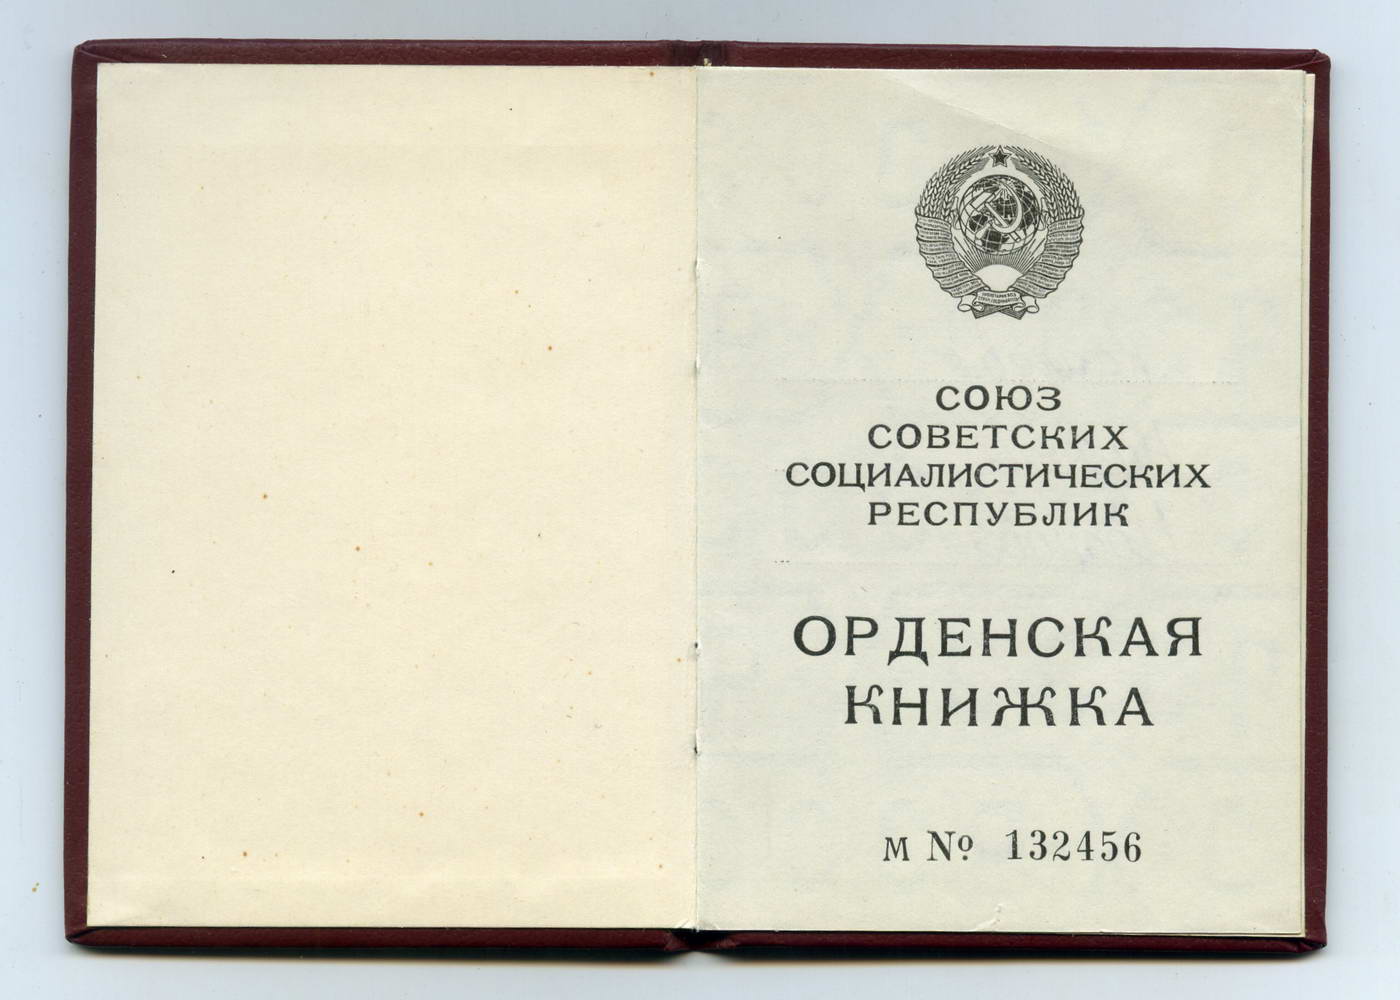 СОЮЗ
СОВЕТСКИХ
СОЦИАЛИСТИЧЕСКИХ
РЕСПУБЛИК
ОРДЕНСКАЯ
КНИЖКА
М № 132456